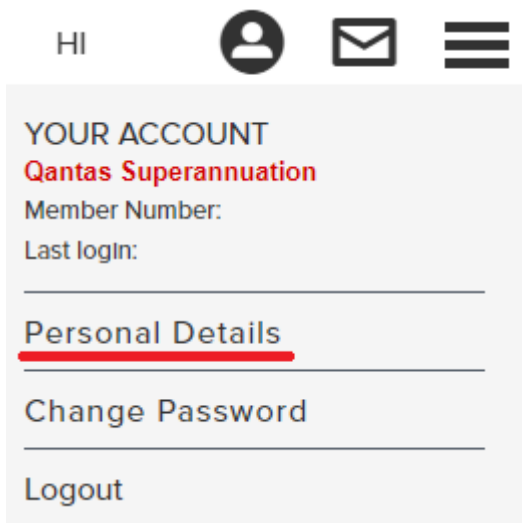 HI
YOUR ACCOUNT
Qantas Superannuation
Member Number:
Last login:
Personal Details
Change Password
Logout